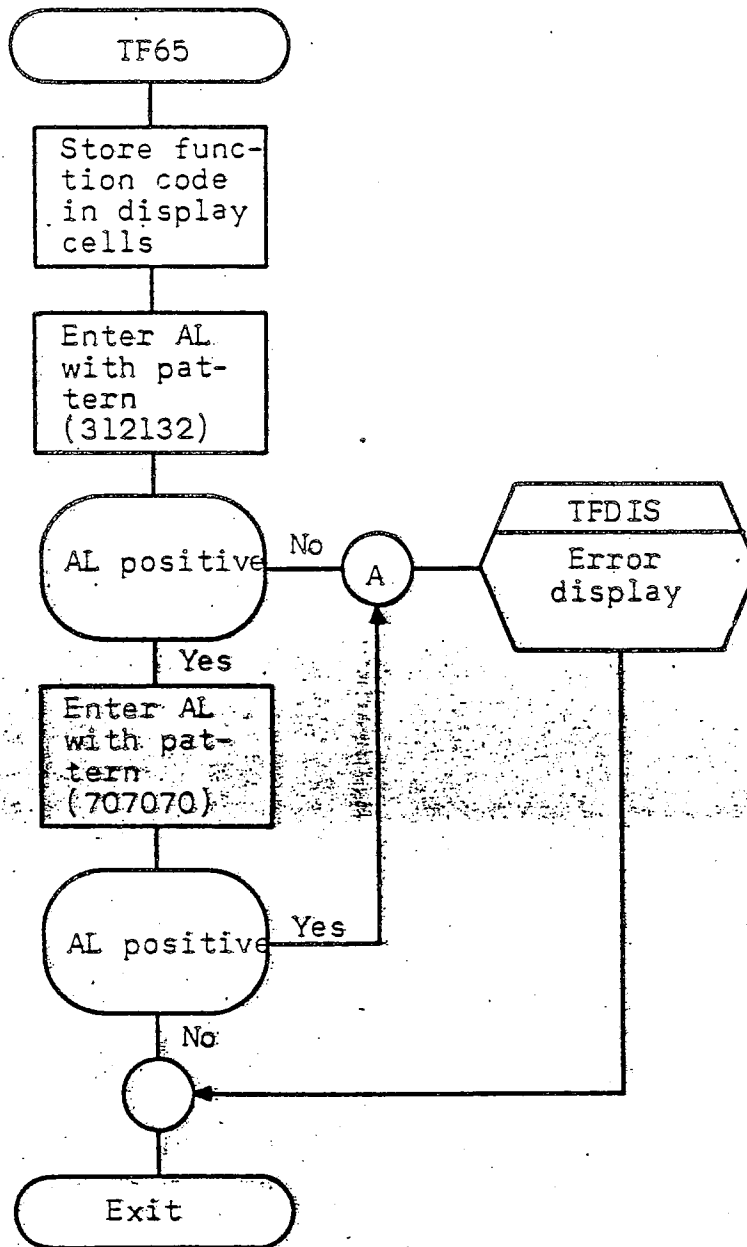 TF65
Store func-
tion code
in display
cells
Enter AL
with pat-
tern
(312132)
AL positive
No
A
TFDIS
Error
display
Yes
Enter AL
with pat-
tern
(707070)
AL positive
Yes
No
Exit